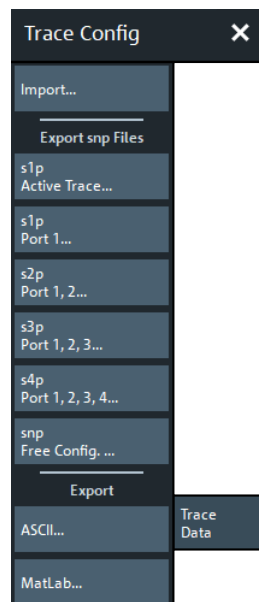 Trace Config
Import...
Export snp Files
s1p
Active Trace...
s1p
Port 1...
s2p
Port 1, 2...
s3p
Port 1, 2, 3...
s4p
Port 1, 2, 3, 4...
snp
Free Config. ...
Export
ASCII...
Trace
Data
MatLab...